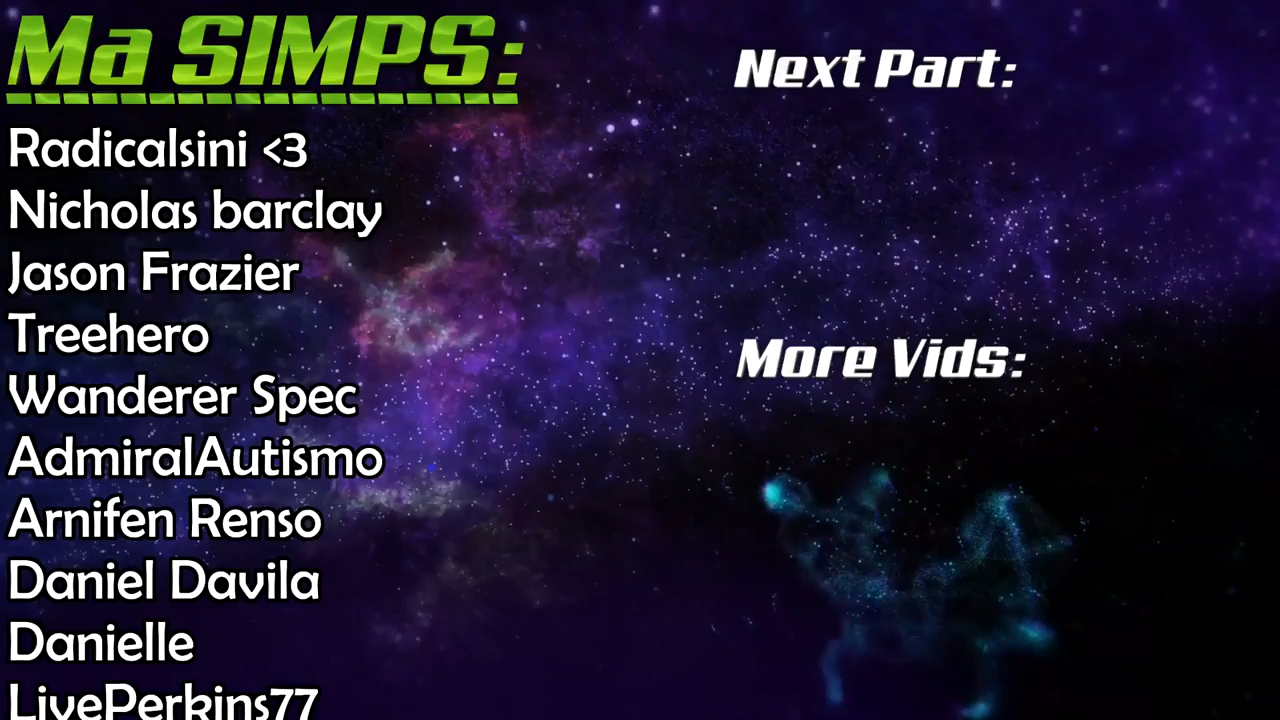 Ma SIMPS:
Radicalsini <3
Nicholas barclay
Jason Frazier
Treehero
Wanderer Spec
AdmiralAutismo
Arnifen Renso
Daniel Davila
Danielle
LivePerkins77
Next Part:
More Vids: